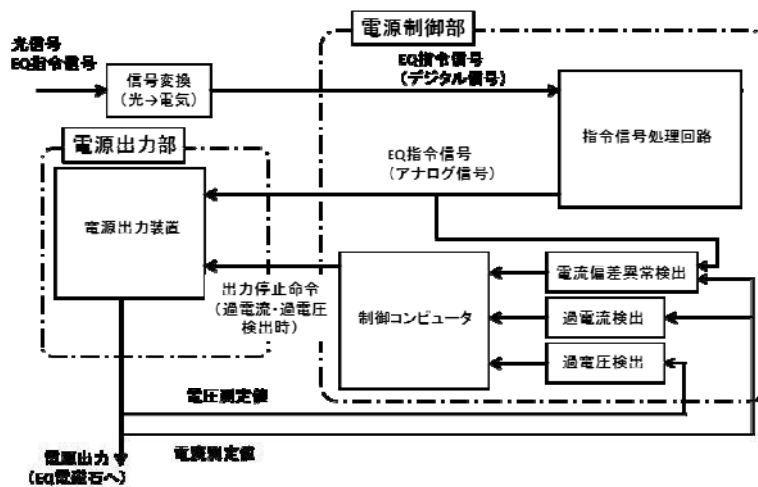 電源制御部
光信号
EQ指令信号
信号変換
(光→電気)
EQ指令信号
(デジタル信号)
指令信号処理回路
電源出力部
EQ指令信号
(アナログ信号)
電源出力装置
出力停止命令
(過電流・過電圧
検出時)
制御コンピュータ
電流偏差異常検出
過電流検出
過電圧検出
電圧測定値
電流測定値
電源出力
(EQ電磁石へ)